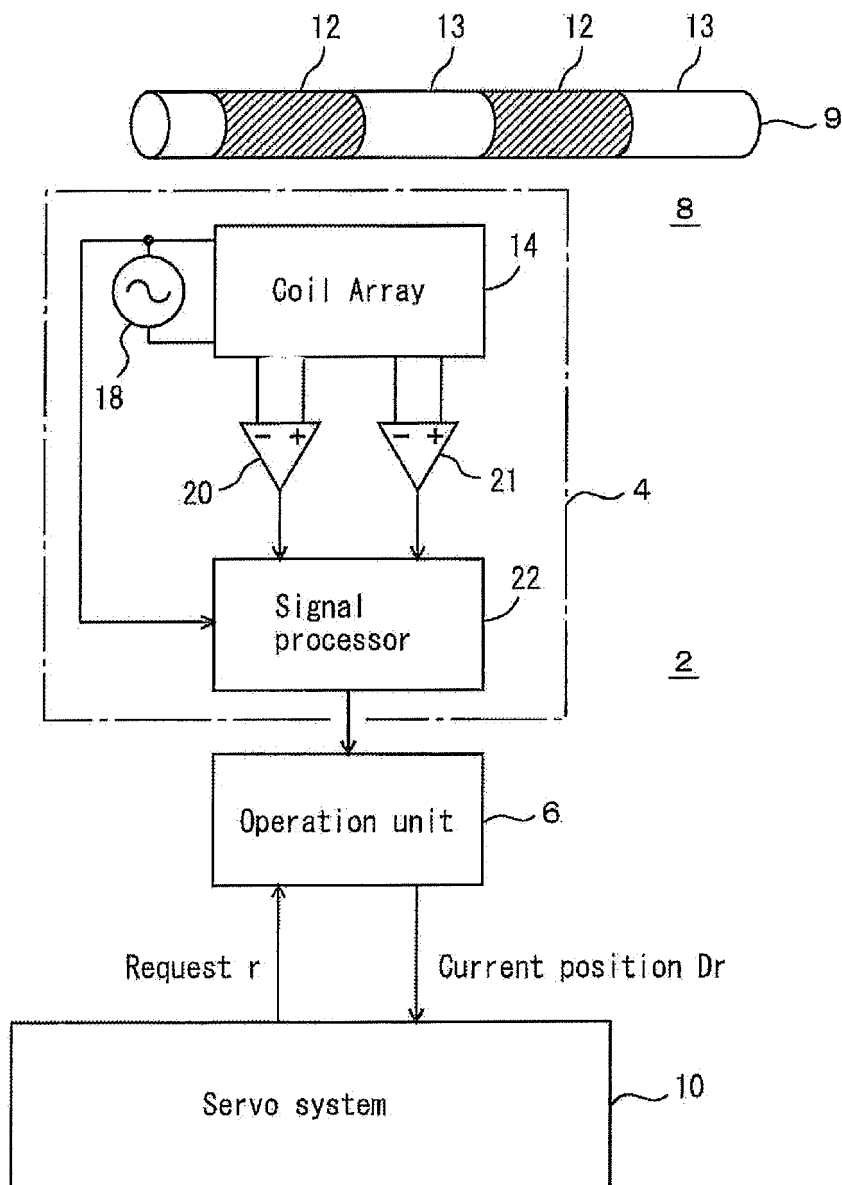 12 13 12 13
9
8
14
Coil Array
18
- + - +
20 21
4
22
Signal
processor
2
Operation unit
6
Request r Current position Dr
Servo system
10